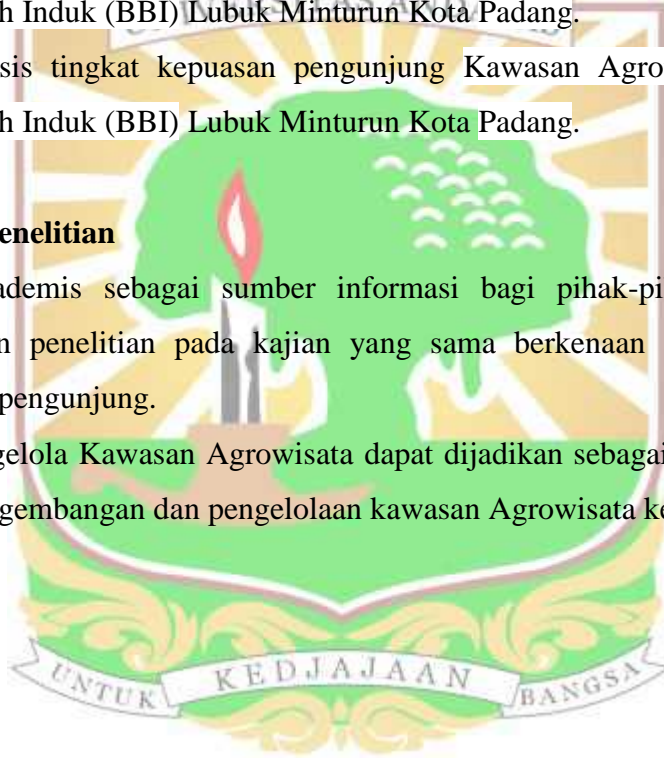 h Induk (BBI) Lubuk Minturun Kota Padang.
sis tingkat kepuasan pengunjung Kawasan Agro
h Induk (BBI) Lubuk Minturun Kota Padang.
enelitian
ademis sebagai sumber informasi bagi pihak-pi
n penelitian pada kajian yang sama berkenaan
pengunjung.
gelola Kawasan Agrowisata dapat dijadikan sebagai
gembangan dan pengelolaan kawasan Agrowisata ke
UNTUK KEDJAJAAN BANGSA